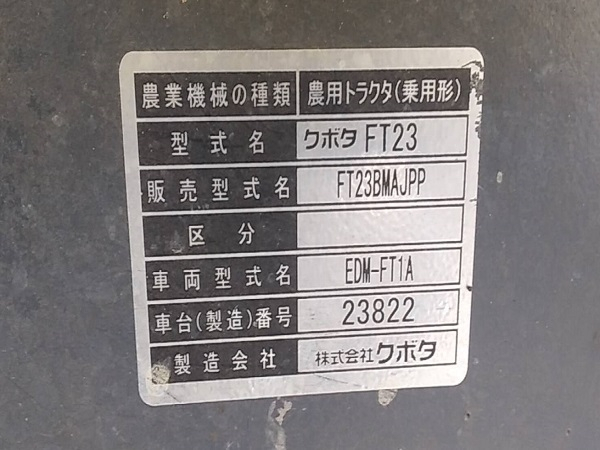 農業機械の種類 農用トラクタ(乗用形)
型式名 クボタ FT23
販売型式名 FT23BMAJPP
区分
車両型式名 EDM-FT1A
車台(製造)番号 23822
製造会社 株式会社クボタ